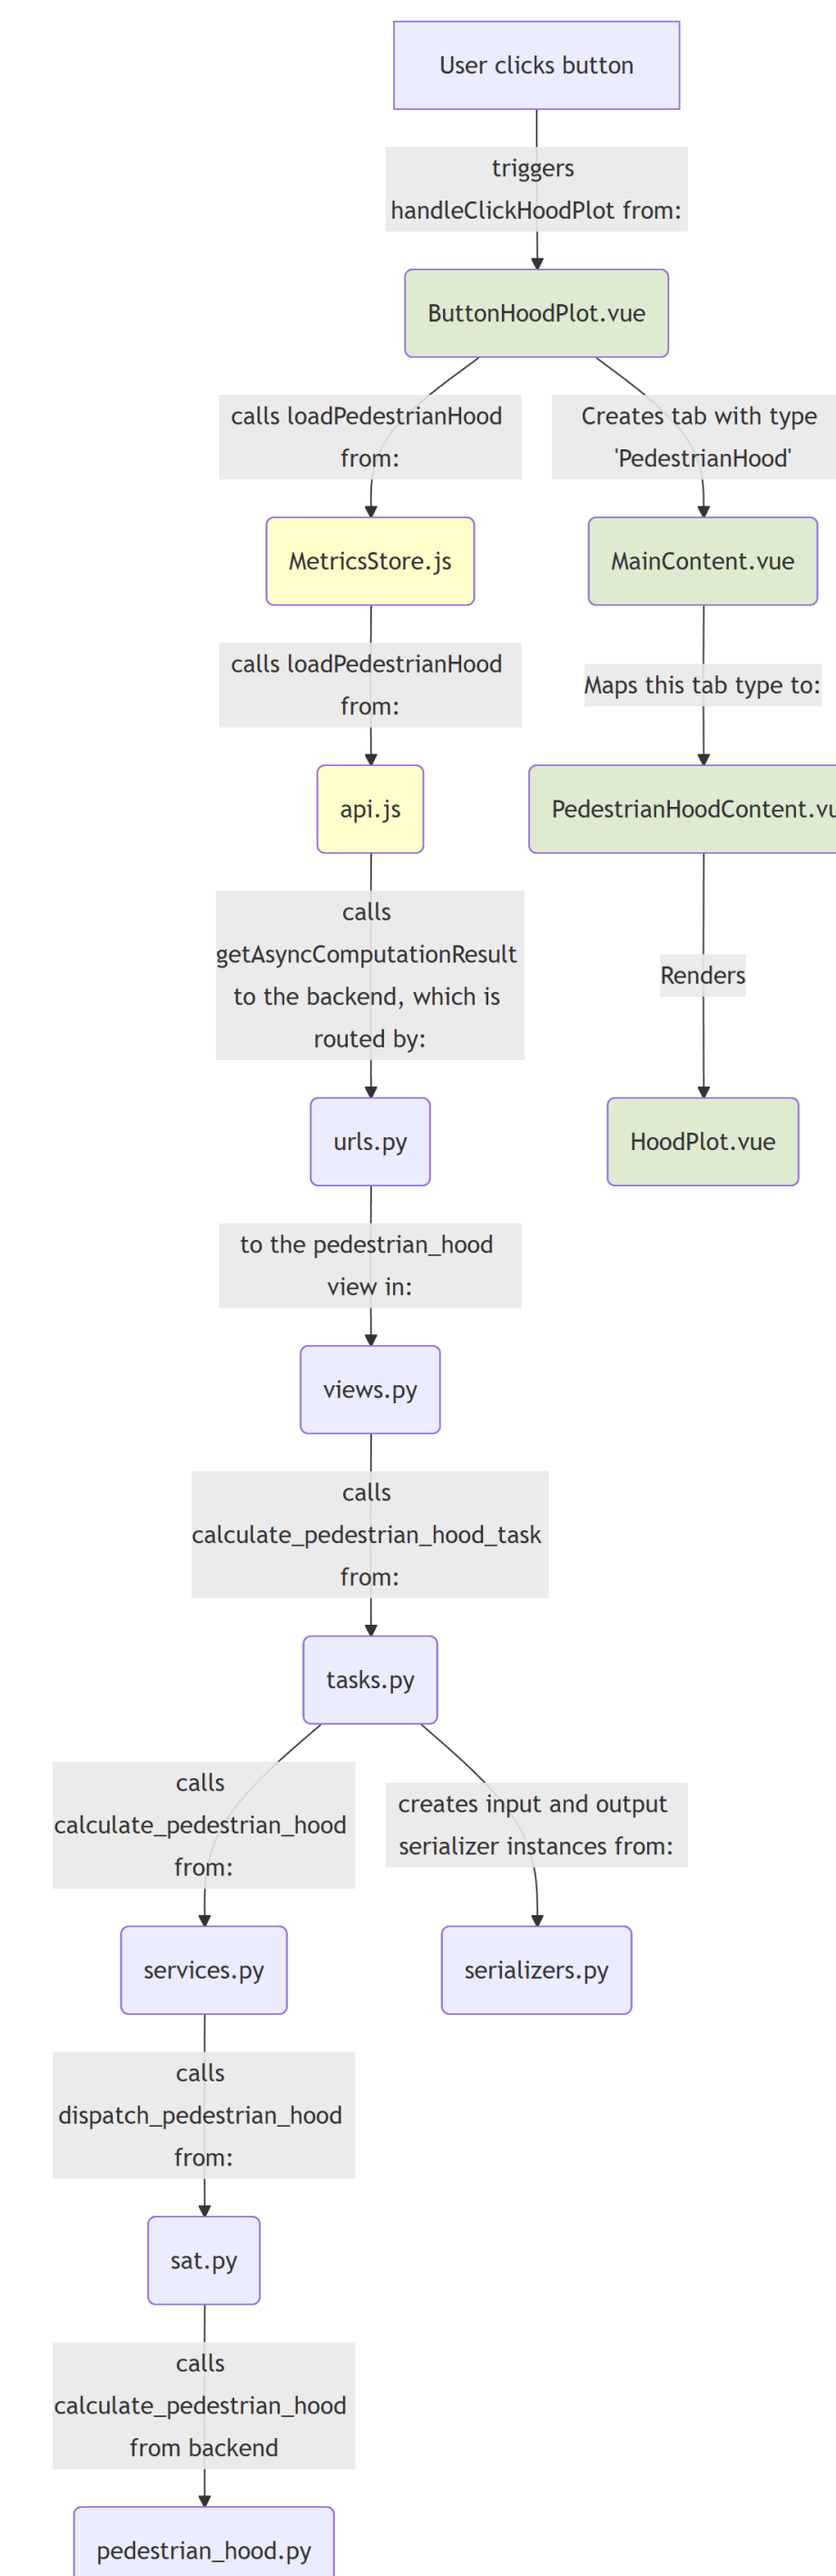 User clicks button
triggers
handleClickHoodPlot from:
ButtonHoodPlot.vue
calls loadPedestrianHood
from:
Creates tab with type
'PedestrianHood'
MetricsStore.js
MainContent.vue
calls loadPedestrianHood
from:
Maps this tab type to:
api.js
PedestrianHoodContent.vu
calls
getAsyncComputationResult
to the backend, which is
routed by:
Renders
urls.py
HoodPlot.vue
to the pedestrian_hood
view in:
views.py
calls
calculate_pedestrian_hood_task
from:
tasks.py
calls
calculate_pedestrian_hood
from:
creates input and output
serializer instances from:
services.py
serializers.py
calls
dispatch_pedestrian_hood
from:
sat.py
calls
calculate_pedestrian_hood
from backend
pedestrian_hood.py